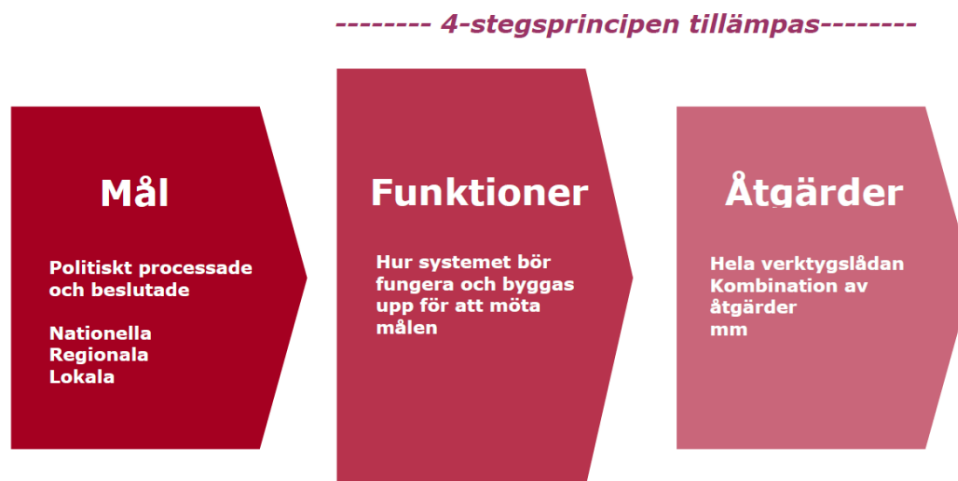 -------- 4-stegsprincipen tillämpas--------
Mål
Politiskt processade
och beslutade
Nationella
Regionala
Lokala
Funktioner
Hur systemet bör
fungera och byggas
upp för att möta
målen
Åtgärder
Hela verktygslådan
Kombination av
åtgärder
mm